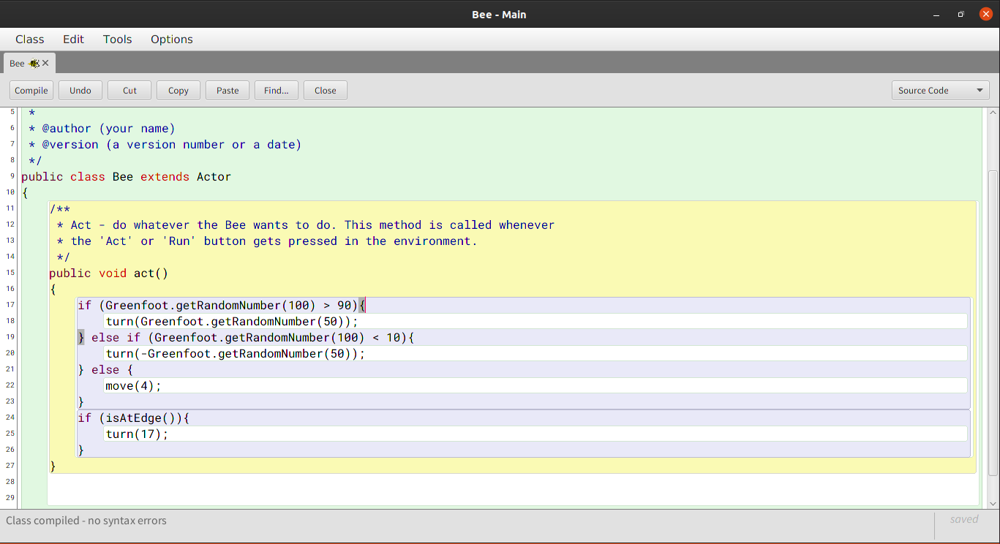 Bee - Main
Class Edit Tools Options
Bee
Compile Undo Cut Copy Paste Find... Close Source Code
5 *
6 * @author (your name)
7 * @version (a version number or a date)
8 */
9 public class Bee extends Actor
10 {
11 /**
12 * Act - do whatever the Bee wants to do. This method is called whenever
13 * the 'Act' or 'Run' button gets pressed in the environment.
14 */
15 public void act()
16 {
17 if (Greenfoot.getRandomNumber(100) > 90){
18 turn(Greenfoot.getRandomNumber(50));
19 } else if (Greenfoot.getRandomNumber(100) < 10){
20 turn(-Greenfoot.getRandomNumber(50));
21 } else {
22 move(4);
23 }
24 if (isAtEdge()){
25 turn(17);
26 }
27 }
28
29
Class compiled - no syntax errors saved